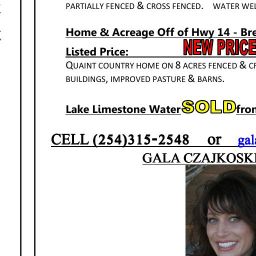 PARTIALLY FENCED & CROSS FENCED. WATER WEL
Home & Acreage Off of Hwy 14 - Bre
Listed Price: NEW PRICE
QUAINT COUNTRY HOME ON 8 ACRES FENCED & C
BUILDINGS, IMPROVED PASTURE & BARNS.
Lake Limestone Water SOLD fron
CELL (254)315-2548 or gala
GALA CZAJKOSK